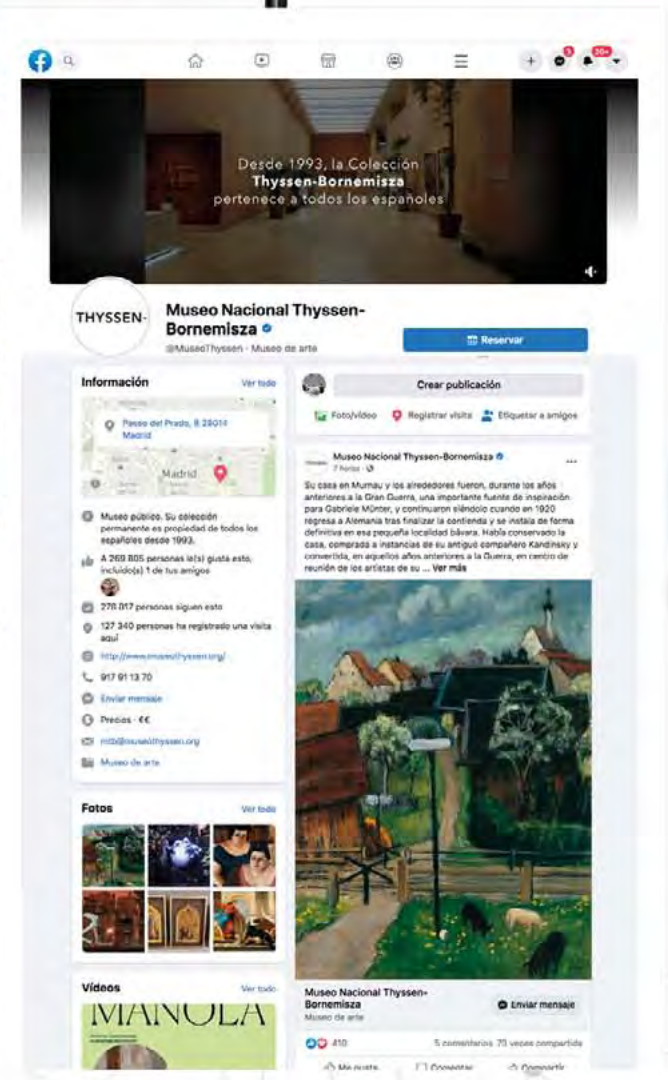 Desde 1993, la Colección
Thyssen-Bornemisza
pertenece a todos los españoles
THYSSEN-
Museo Nacional Thyssen-
Bornemisza
@MuseoThyssen · Museo de arte
Reservar
Información
Ver todo
Paseo del Prado, 8 28014
Madrid
Madrid
Museo público. Su colección
permanente es propiedad de todos los
españoles desde 1993.
A 269 805 personas le(s) gusta esto,
incluido(s) 1 de tus amigos
278 017 personas siguen esto
127 340 personas ha registrado una visita
aquí
http://www.museothyssen.org/
917 91 13 70
Enviar mensaje
Precios · €€
mtb@museothyssen.org
Museo de arte
Fotos
Ver todo
Vídeos
Ver todo
MANOLA
Crear publicación
Foto/vídeo
Registrar visita
Etiquetar a amigos
Museo Nacional Thyssen-Bornemisza
7 horas
Su casa en Murnau y los alrededores fueron, durante los años
anteriores a la Gran Guerra, una importante fuente de inspiración
para Gabriele Münter, y continuaron siéndolo cuando en 1920
regresa a Alemania tras finalizar la contienda y se instala de forma
definitiva en esa pequeña localidad bávara. Había conservado la
casa, comprada a instancias de su antiguo compañero Kandinsky y
convertida, en aquellos años anteriores a la Guerra, en centro de
reunión de los artistas de su ... Ver más
Museo Nacional Thyssen-
Bornemisza
Museo de arte
Enviar mensaje
410
5 comentarios 70 veces compartido
Me gusta
Comentar
Compartir